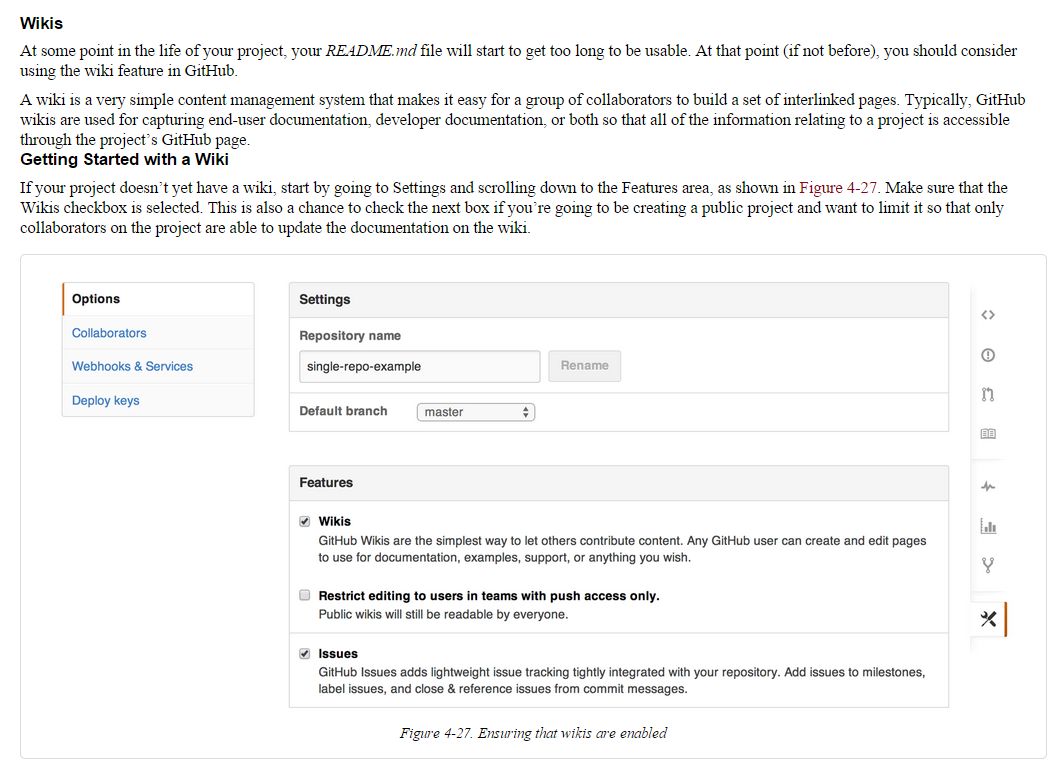 Wikis
At some point in the life of your project, your README.md file will start to get too long to be usable. At that point (if not before), you should consider
using the wiki feature in GitHub.
A wiki is a very simple content management system that makes it easy for a group of collaborators to build a set of interlinked pages. Typically, GitHub
wikis are used for capturing end-user documentation, developer documentation, or both so that all of the information relating to a project is accessible
through the project’s GitHub page.
Getting Started with a Wiki
If your project doesn’t yet have a wiki, start by going to Settings and scrolling down to the Features area, as shown in Figure 4-27. Make sure that the
Wikis checkbox is selected. This is also a chance to check the next box if you’re going to be creating a public project and want to limit it so that only
collaborators on the project are able to update the documentation on the wiki.
Options
Collaborators
Webhooks & Services
Deploy keys
Settings
Repository name
single-repo-example
Rename
Default branch
master
Features
Wikis
GitHub Wikis are the simplest way to let others contribute content. Any GitHub user can create and edit pages
to use for documentation, examples, support, or anything you wish.
Restrict editing to users in teams with push access only.
Public wikis will still be readable by everyone.
Issues
GitHub Issues adds lightweight issue tracking tightly integrated with your repository. Add issues to milestones,
label issues, and close & reference issues from commit messages.
Figure 4-27. Ensuring that wikis are enabled